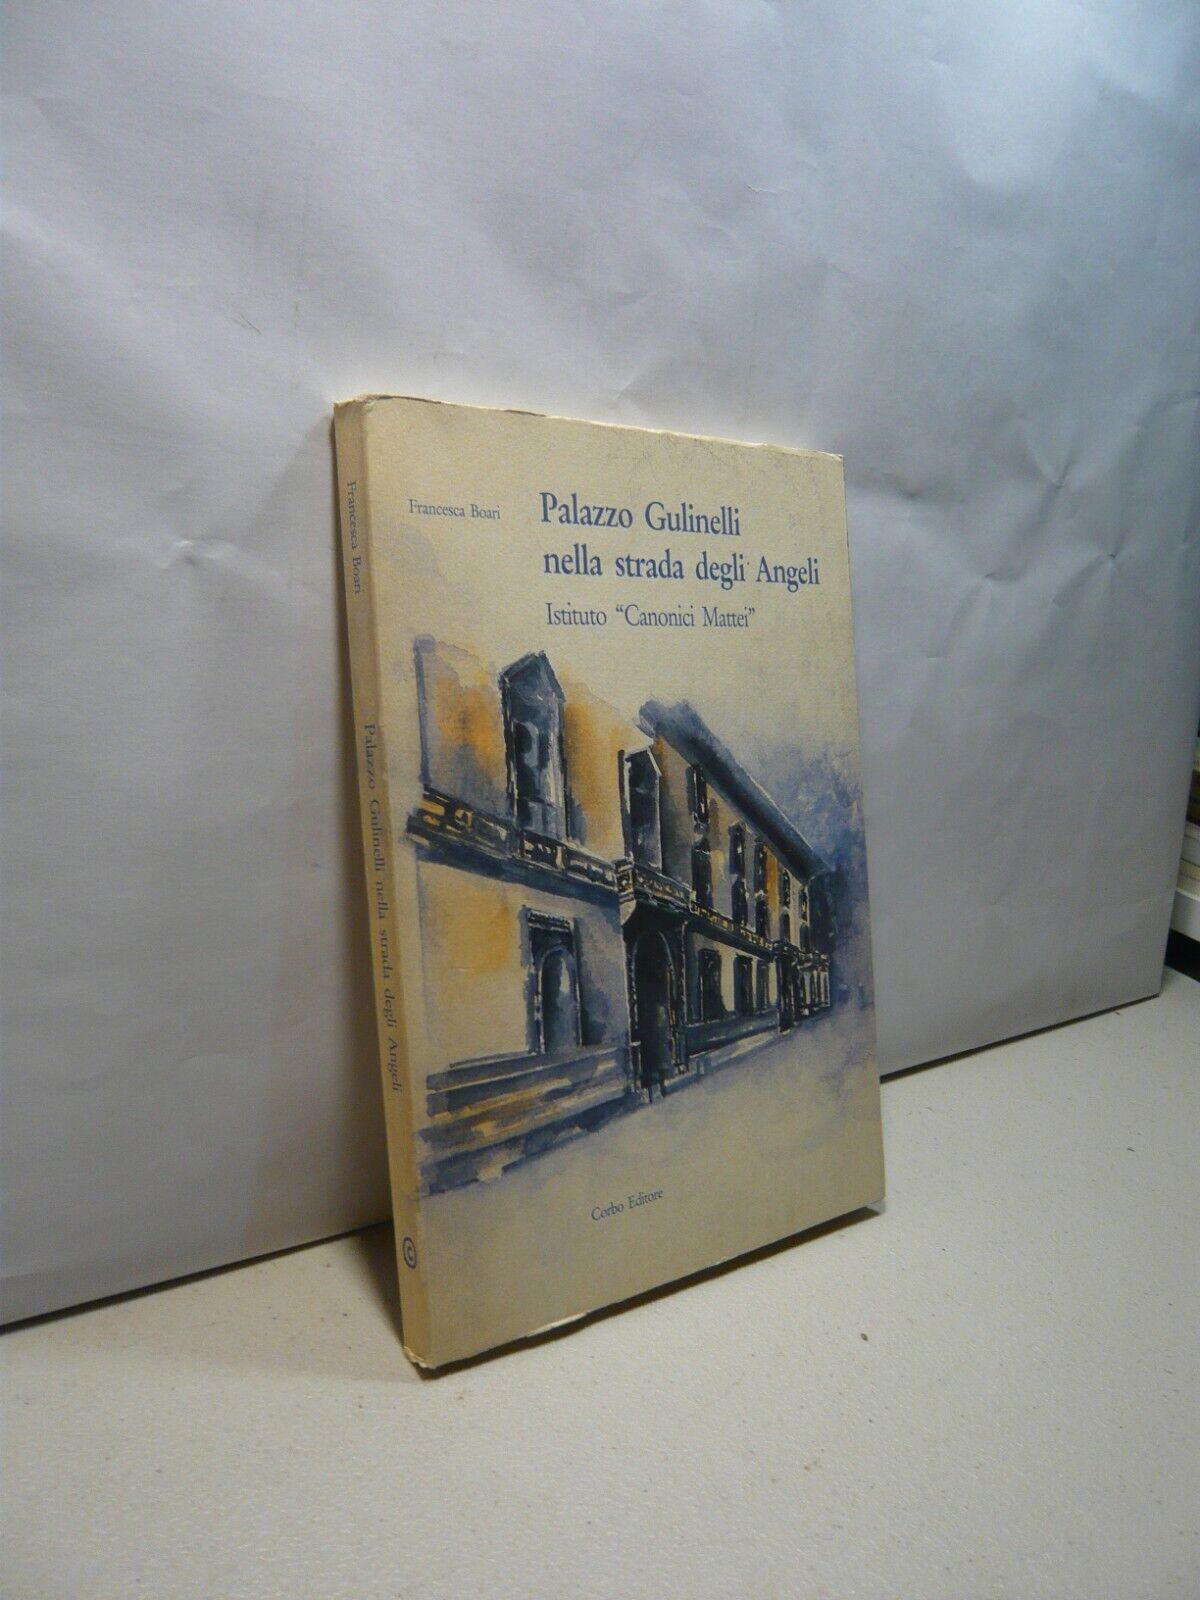 Francesca Boari
Palazzo Gulinelli
nella strada degli Angeli
Istituto “Canonici Mattei”
Corbo Editore
Francesca Boari
Palazzo Gulinelli nella strada degli Angeli
C